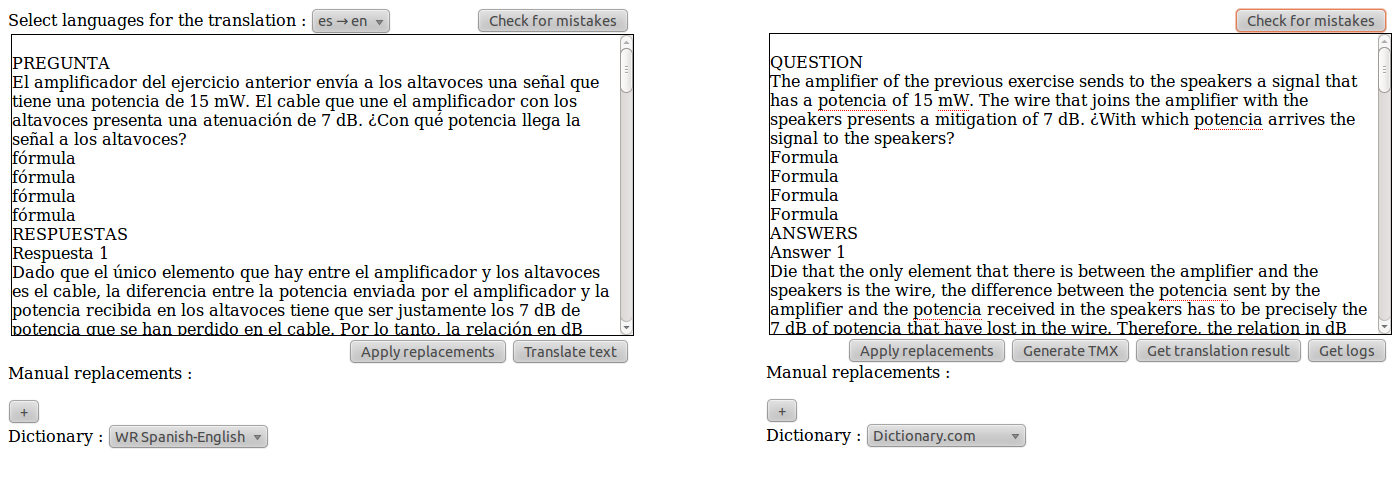 Select languages for the translation : es → en Check for mistakes
PREGUNTA
El amplificador del ejercicio anterior envía a los altavoces una señal que
tiene una potencia de 15 mW. El cable que une el amplificador con los
altavoces presenta una atenuación de 7 dB. ¿Con qué potencia llega la
señal a los altavoces?
fórmula
fórmula
fórmula
fórmula
RESPUESTAS
Respuesta 1
Dado que el único elemento que hay entre el amplificador y los altavoces
es el cable, la diferencia entre la potencia enviada por el amplificador y la
potencia recibida en los altavoces tiene que ser justamente los 7 dB de
potencia que se han perdido en el cable. Por lo tanto, la relación en dB
Apply replacements Translate text
Manual replacements :
+
Dictionary : WR Spanish-English
Check for mistakes
QUESTION
The amplifier of the previous exercise sends to the speakers a signal that
has a potencia of 15 mW. The wire that joins the amplifier with the
speakers presents a mitigation of 7 dB. ¿With which potencia arrives the
signal to the speakers?
Formula
Formula
Formula
Formula
ANSWERS
Answer 1
Die that the only element that there is between the amplifier and the
speakers is the wire, the difference between the potencia sent by the
amplifier and the potencia received in the speakers has to be precisely the
7 dB of potencia that have lost in the wire. Therefore, the relation in dB
Apply replacements Generate TMX Get translation result Get logs
Manual replacements :
+
Dictionary : Dictionary.com